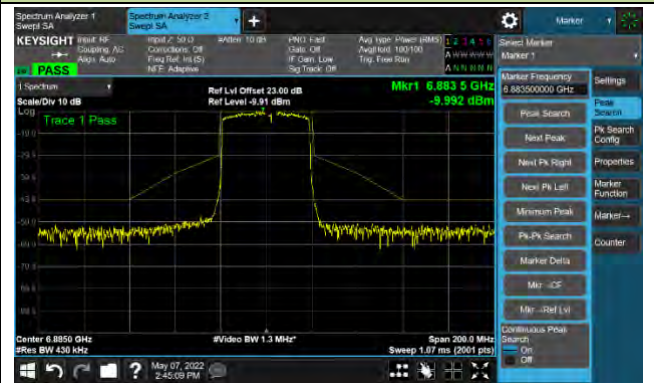 Spectrum Analyzer 1
Swept SA
Spectrum Analyzer 2
Swept SA
Marker
KEYSIGHT
Input: RF
Coupling: AC
Align: Auto
Input Z: 50 Ω
Corrections: Off
Freq Ref: Int (S)
NFE: Adaptive
#Atten: 10 dB
PNO: Fast
Gate: Off
IF Gain: Low
Sig Track: Off
Avg Type: Power (RMS)
Avg|Hold: 100/100
Trig: Free Run
1 2 3 4 5 6
A W W W W W
A N N N N N
PASS
Select Marker
Marker 1
1 Spectrum
Scale/Div 10 dB
Log
Ref Lvl Offset 23.00 dB
Ref Level -9.91 dBm
Mkr1 6.883 5 GHz
-9.992 dBm
Trace 1 Pass
Marker Frequency
6.883500000 GHz
Peak Search
Next Peak
Next Pk Right
Next Pk Left
Minimum Peak
Pk-Pk Search
Marker Delta
Mkr→CF
Mkr→Ref Lvl
Continuous Peak
Search
On
Off
Settings
Peak
Search
Pk Search
Config
Properties
Marker
Function
Marker→
Counter
Center 6.8850 GHz
#Res BW 430 kHz
#Video BW 1.3 MHz*
Span 200.0 MHz
Sweep 1.07 ms (2001 pts)
May 07, 2022
2:45:09 PM